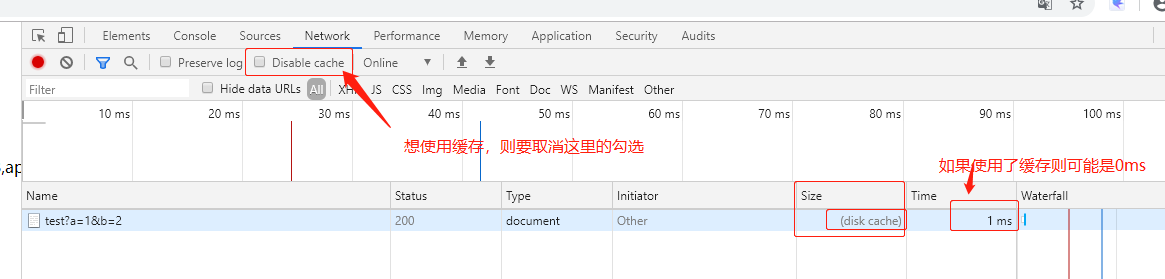 Elements Console Sources Network Performance Memory Application Security Audits
Preserve log Disable cache Online
Filter Hide data URLs All XHR JS CSS Img Media Font Doc WS Manifest Other
10 ms 20 ms 30 ms 40 ms 50 ms 60 ms 70 ms 80 ms 90 ms 100 ms
想使用缓存，则要取消这里的勾选
,ap
如果使用了缓存则可能是0ms
Name Status Type Initiator Size Time Waterfall
test?a=1&b=2 200 document Other (disk cache) 1 ms